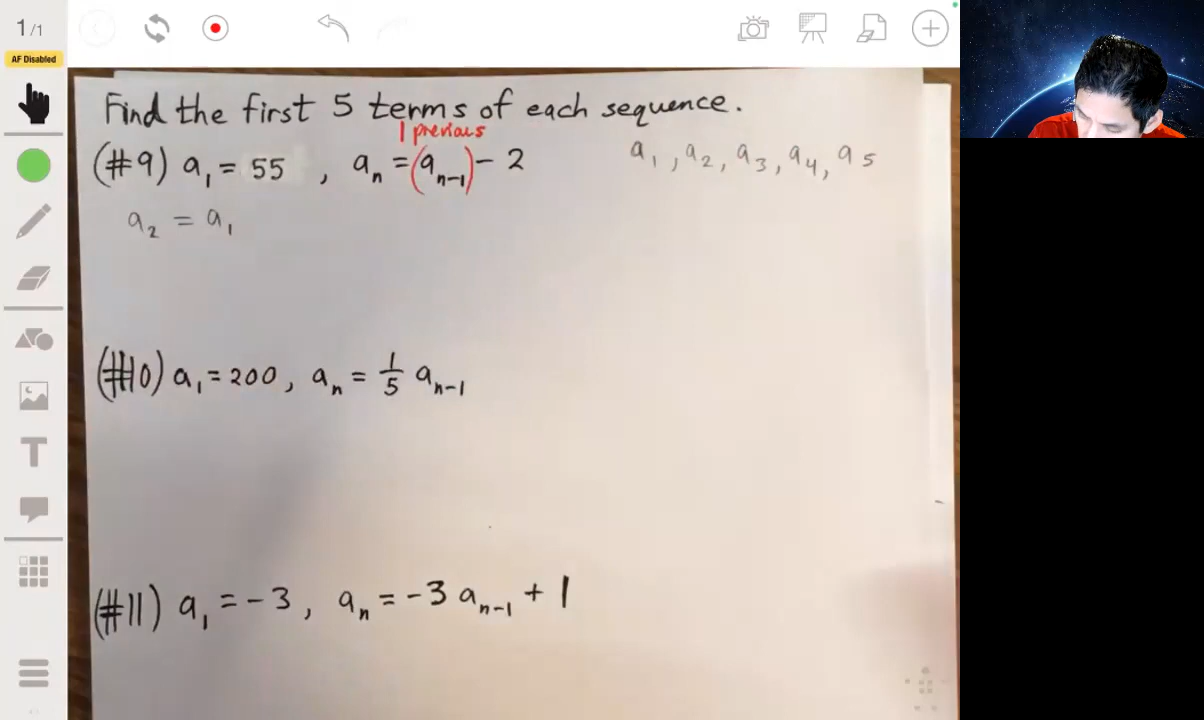 1/1
AF Disabled
Find the first 5 terms of each sequence.
1 previous
(#9) a₁ = 55 , aₙ = (aₙ₋₁) - 2
a₁, a₂, a₃, a₄, a₅
a₂ = a₁
(#10) a₁ = 200, aₙ = 1/5 aₙ₋₁
(#11) a₁ = -3, aₙ = -3 aₙ₋₁ + 1
T